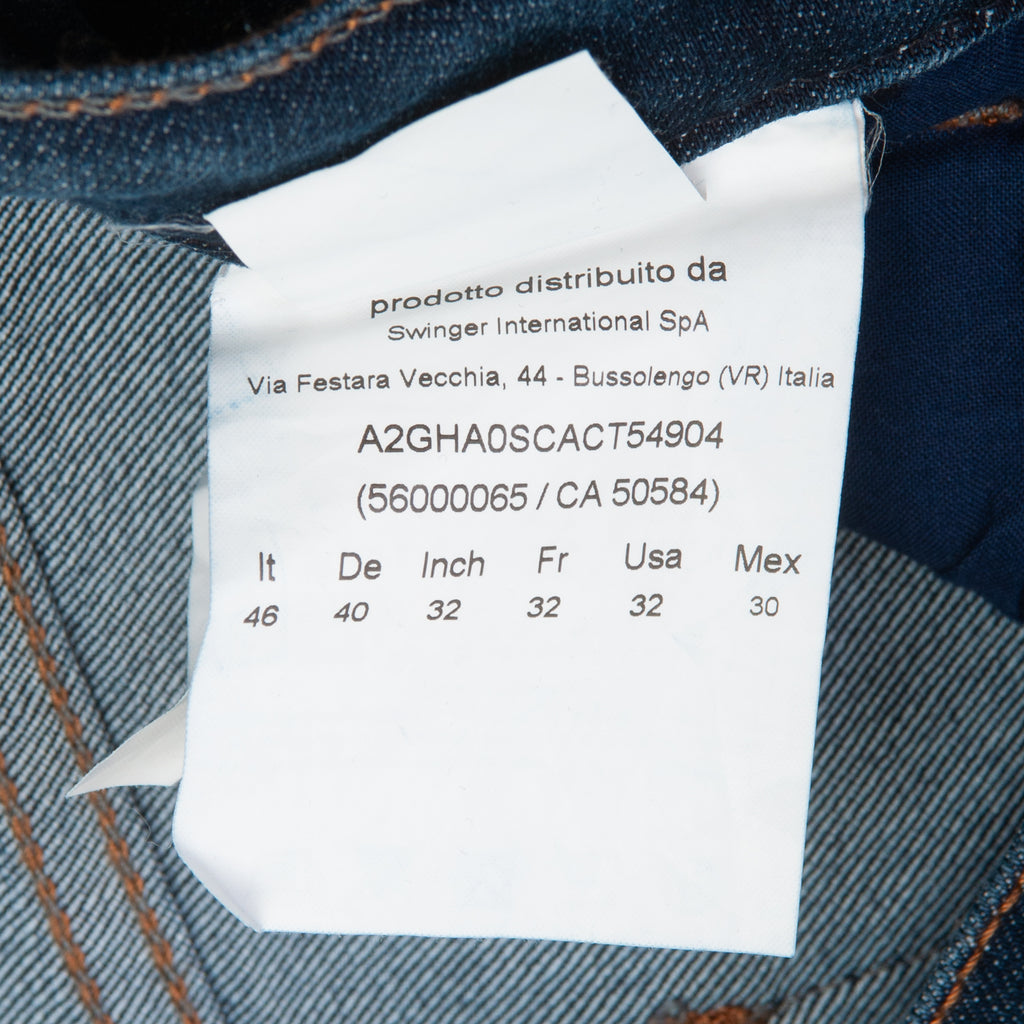 prodotto distribuito da
Swinger International SpA
Via Festara Vecchia, 44 - Bussolengo (VR) Italia
A2GHA0SCACT54904
(56000065 / CA 50584)
It De Inch Fr Usa Mex
46 40 32 32 32 30